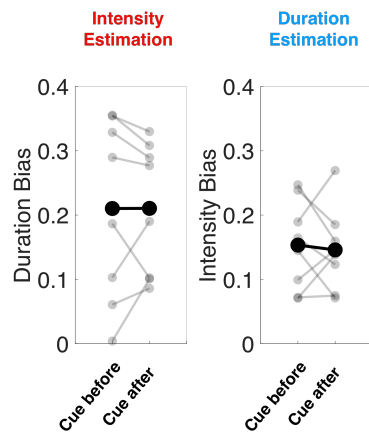 Intensity
Estimation
Duration
Estimation
Duration Bias
0.4
0.3
0.2
0.1
0
Cue before
Cue after
Intensity Bias
0.4
0.3
0.2
0.1
0
Cue before
Cue after